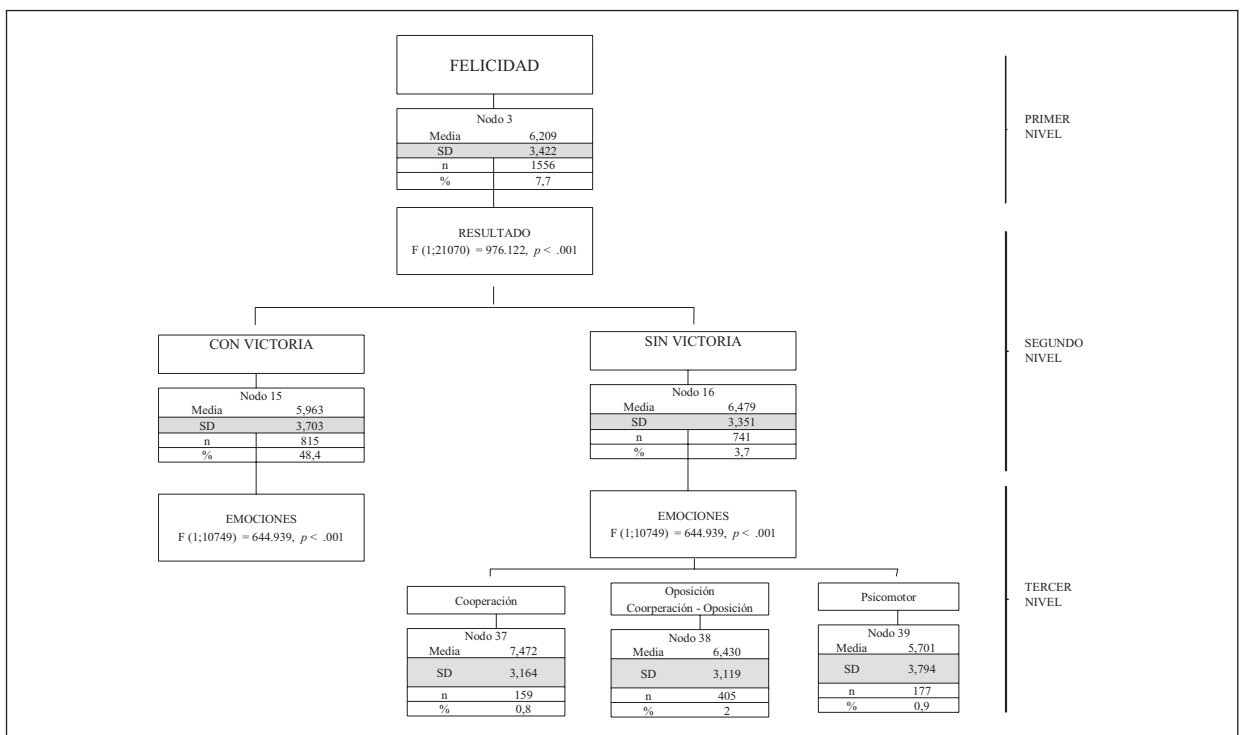 FELICIDAD
Nodo 3
Media 6,209
SD 3,422
n 1556
% 7,7
PRIMER
NIVEL
RESULTADO
F (1;21070) = 976.122, p < .001
CON VICTORIA
SIN VICTORIA
SEGUNDO
NIVEL
Nodo 15
Media 5,963
SD 3,703
n 815
% 48,4
Nodo 16
Media 6,479
SD 3,351
n 741
% 3,7
EMOCIONES
F (1;10749) = 644.939, p < .001
EMOCIONES
F (1;10749) = 644.939, p < .001
TERCER
NIVEL
Cooperación
Nodo 37
Media 7,472
SD 3,164
n 159
% 0,8
Oposición
Coorperación - Oposición
Nodo 38
Media 6,430
SD 3,119
n 405
% 2
Psicomotor
Nodo 39
Media 5,701
SD 3,794
n 177
% 0,9